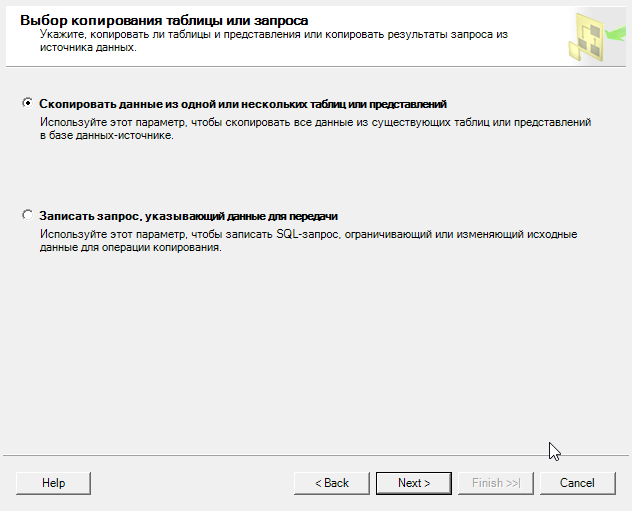 Выбор копирования таблицы или запроса
Укажите, копировать ли таблицы и представления или копировать результаты запроса из
источника данных.
Скопировать данные из одной или нескольких таблиц или представлений
Используйте этот параметр, чтобы скопировать все данные из существующих таблиц или представлений
в базе данных-источнике.
Записать запрос, указывающий данные для передачи
Используйте этот параметр, чтобы записать SQL-запрос, ограничивающий или изменяющий исходные
данные для операции копирования.
Help < Back Next > Finish >>| Cancel